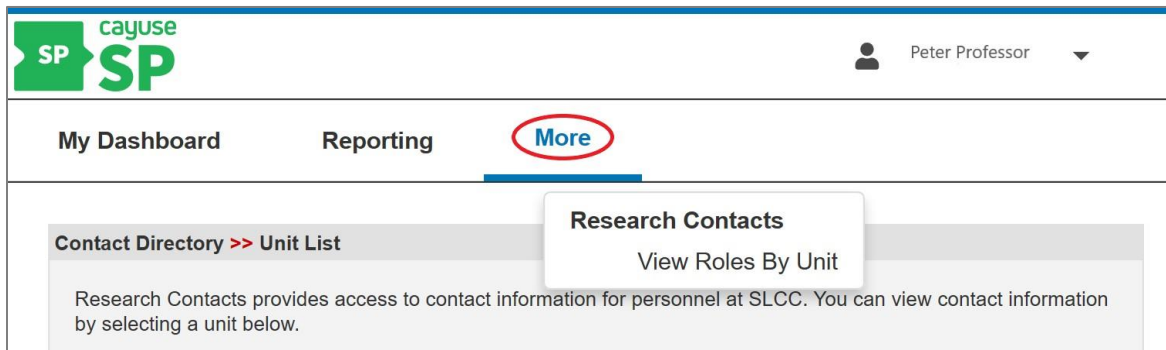 SP
cayuse
SP
Peter Professor
My Dashboard Reporting More
Research Contacts
View Roles By Unit
Contact Directory >> Unit List
Research Contacts provides access to contact information for personnel at SLCC. You can view contact information
by selecting a unit below.